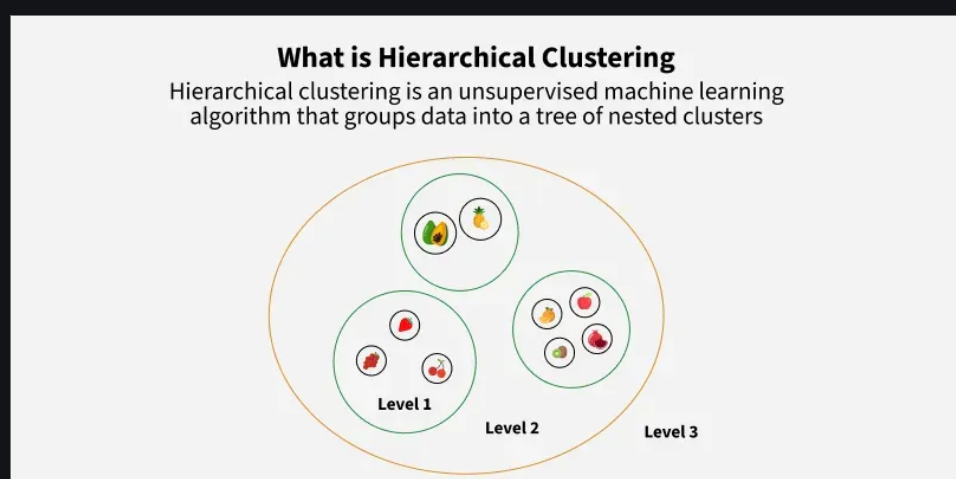 What is Hierarchical Clustering
Hierarchical clustering is an unsupervised machine learning
algorithm that groups data into a tree of nested clusters
Level 1
Level 2
Level 3